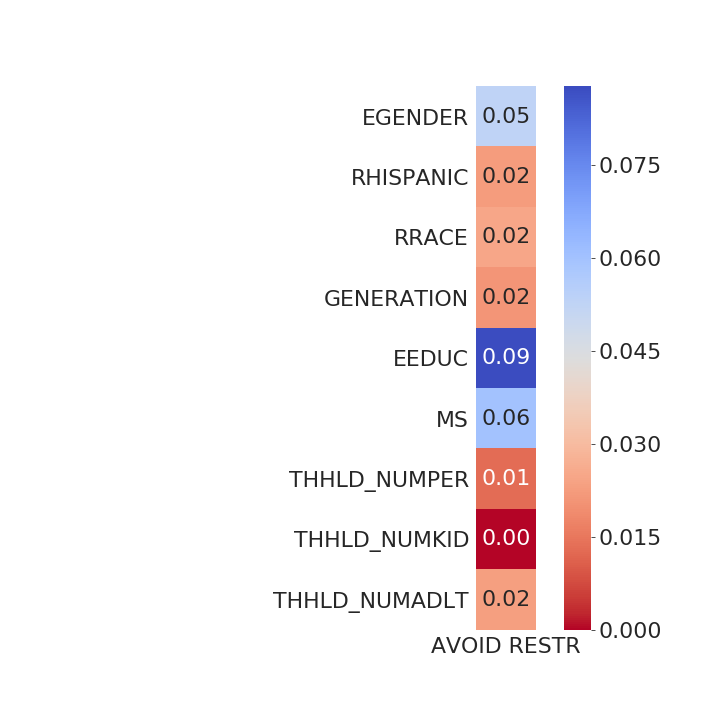 EGENDER 0.05
RHISPANIC 0.02
RRACE 0.02
GENERATION 0.02
EEDUC 0.09
MS 0.06
THHLD_NUMPER 0.01
THHLD_NUMKID 0.00
THHLD_NUMADLT 0.02
AVOID RESTR
0.075
0.060
0.045
0.030
0.015
0.000